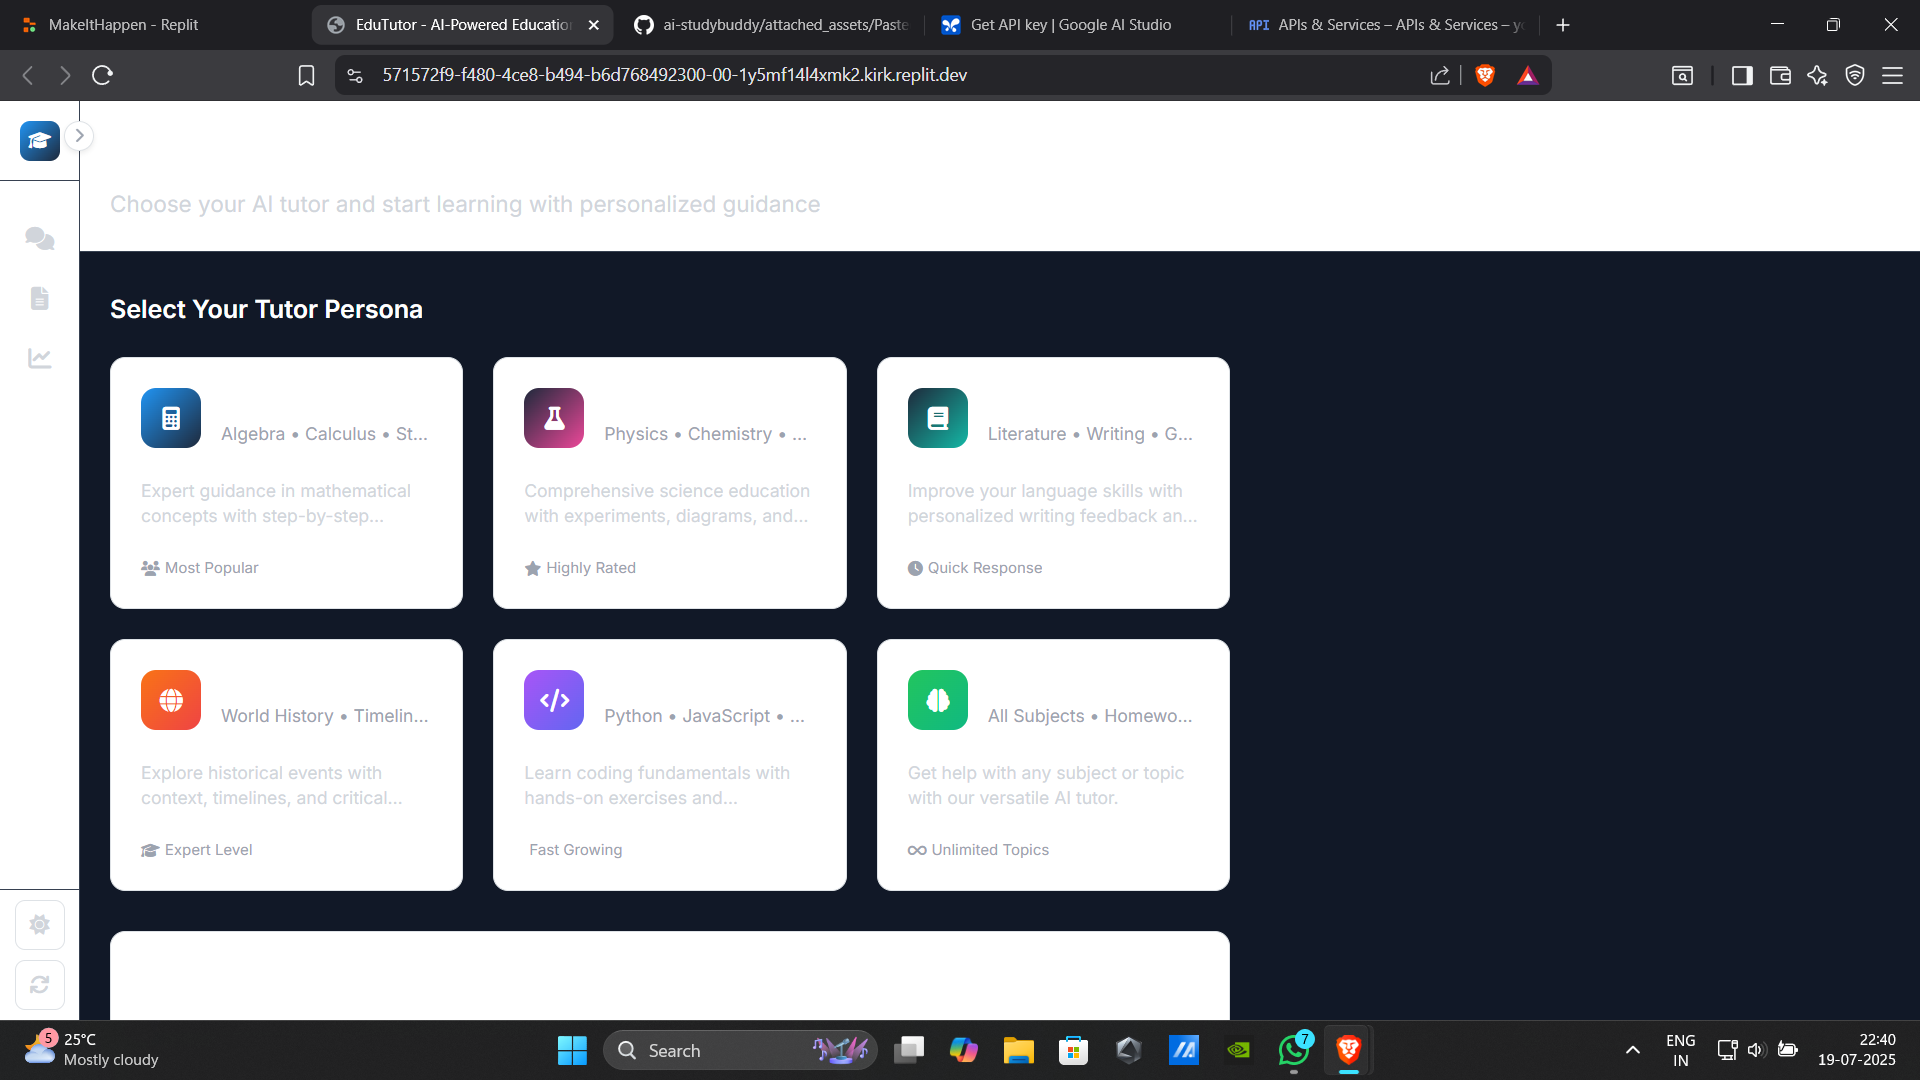 MakeItHappen - Replit
EduTutor - AI-Powered Educatio
ai-studybuddy/attached_assets/Paste
Get API key | Google AI Studio
API APIs & Services – APIs & Services – yo
571572f9-f480-4ce8-b494-b6d768492300-00-1y5mf14l4xmk2.kirk.replit.dev
Choose your AI tutor and start learning with personalized guidance
Select Your Tutor Persona
Algebra • Calculus • St...
Expert guidance in mathematical
concepts with step-by-step...
Most Popular
Physics • Chemistry • ...
Comprehensive science education
with experiments, diagrams, and...
Highly Rated
Literature • Writing • G...
Improve your language skills with
personalized writing feedback an...
Quick Response
World History • Timelin...
Explore historical events with
context, timelines, and critical...
Expert Level
Python • JavaScript • ...
Learn coding fundamentals with
hands-on exercises and...
Fast Growing
All Subjects • Homewo...
Get help with any subject or topic
with our versatile AI tutor.
Unlimited Topics
5
25°C
Mostly cloudy
Search
7
ENG
IN
22:40
19-07-2025